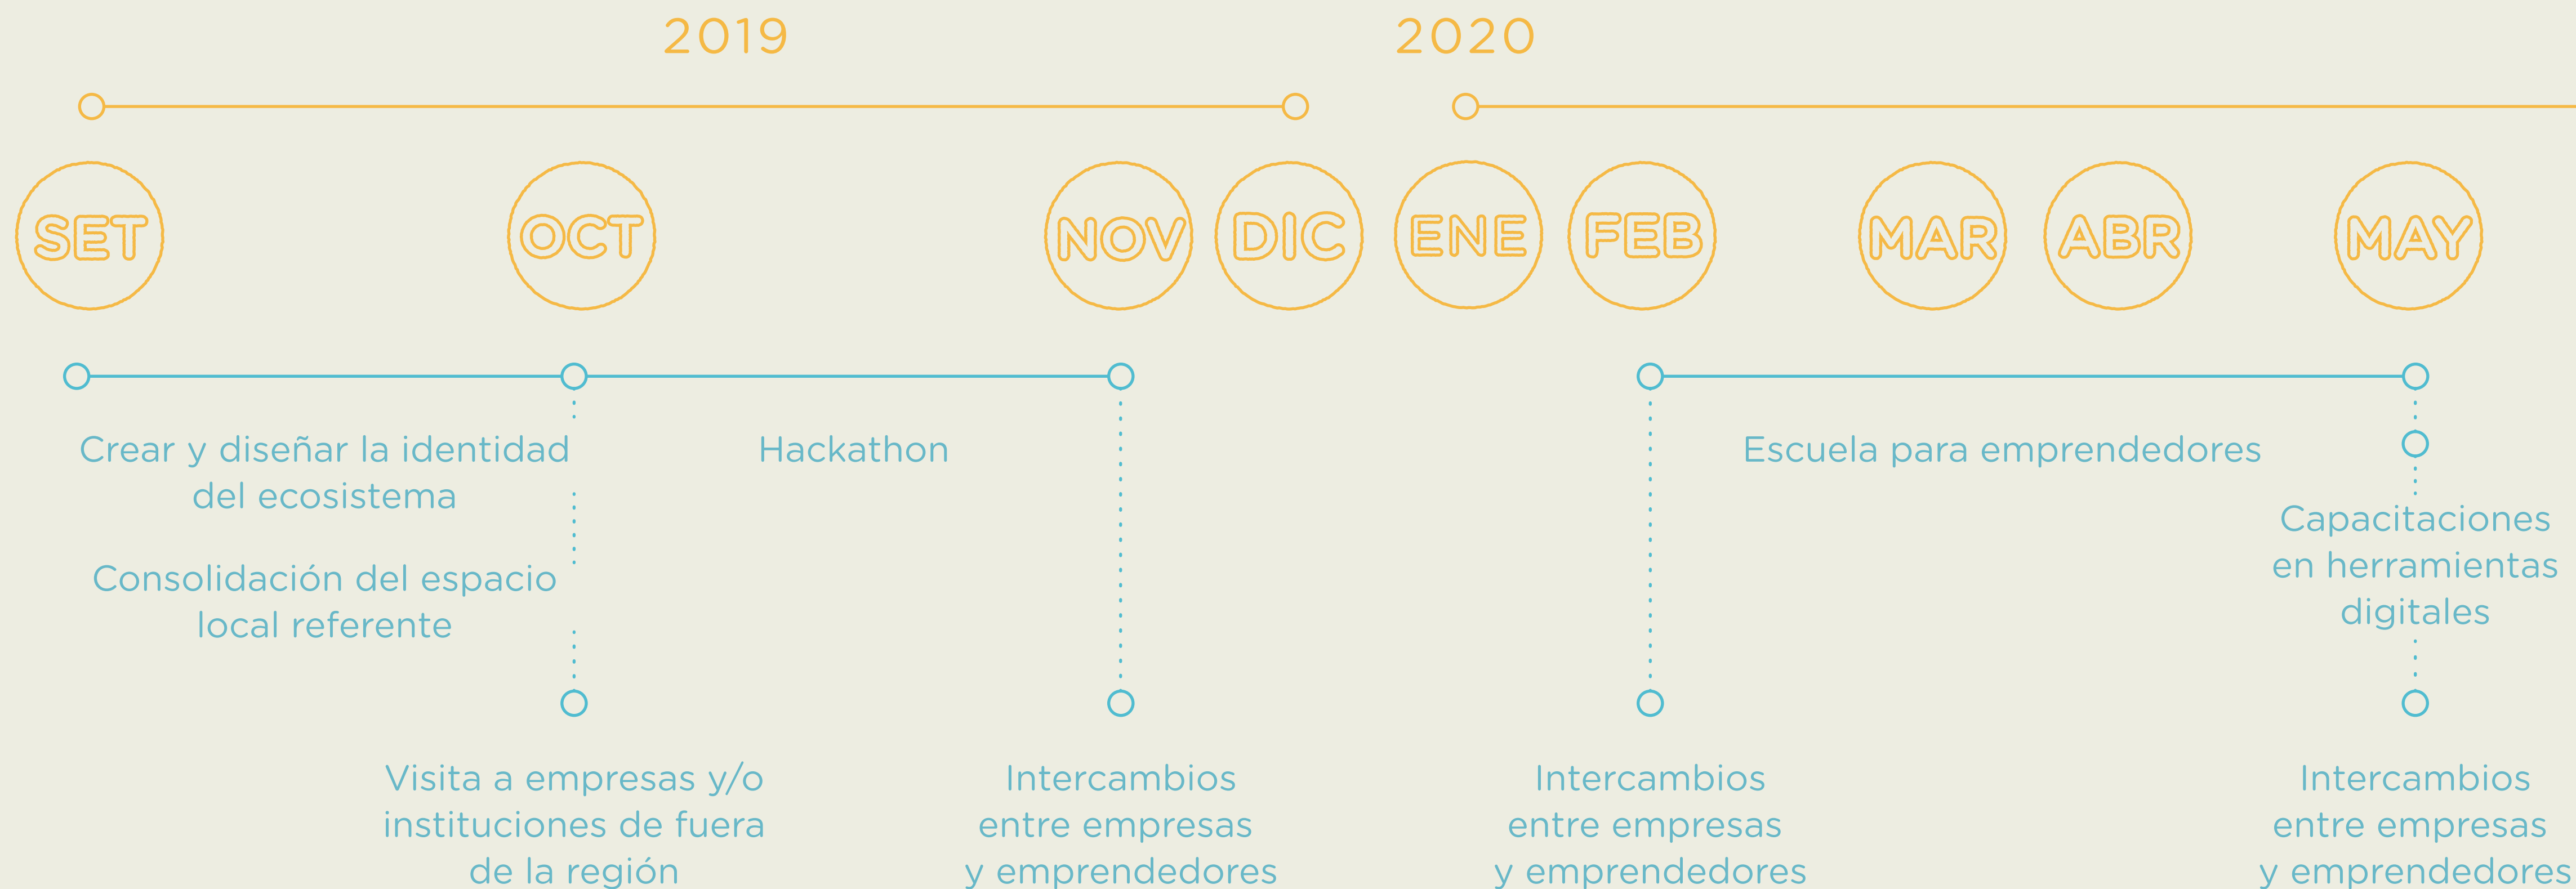 2019
2020
SET
OCT
NOV
DIC
ENE
FEB
MAR
ABR
MAY
Crear y diseñar la identidad
del ecosistema
Consolidación del espacio
local referente
Hackathon
Escuela para emprendedores
Capacitaciones
en herramientas
digitales
Visita a empresas y/o
instituciones de fuera
de la región
Intercambios
entre empresas
y emprendedores
Intercambios
entre empresas
y emprendedores
Intercambios
entre empresas
y emprendedores